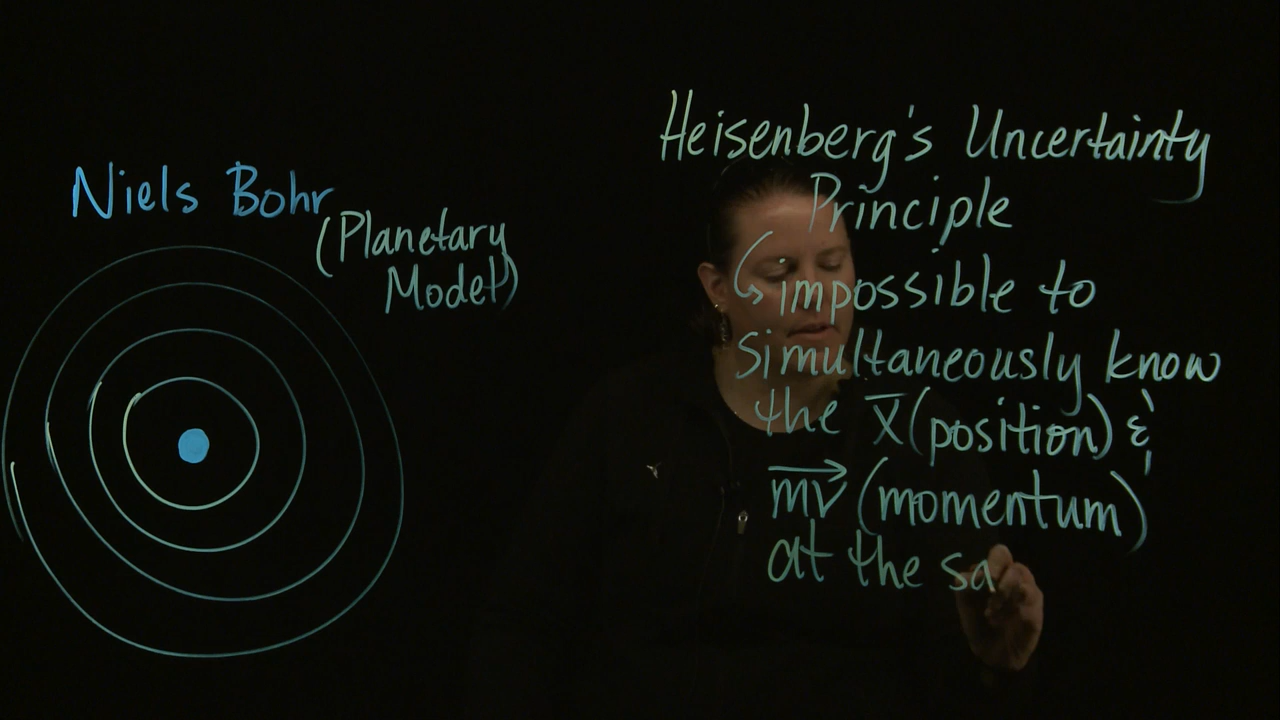 Niels Bohr
(Planetary
Model)
Heisenberg's Uncertainty
Principle
↳ impossible to
simultaneously know
the x̅ (position) &
m͞v⃗ (momentum)
at the sa